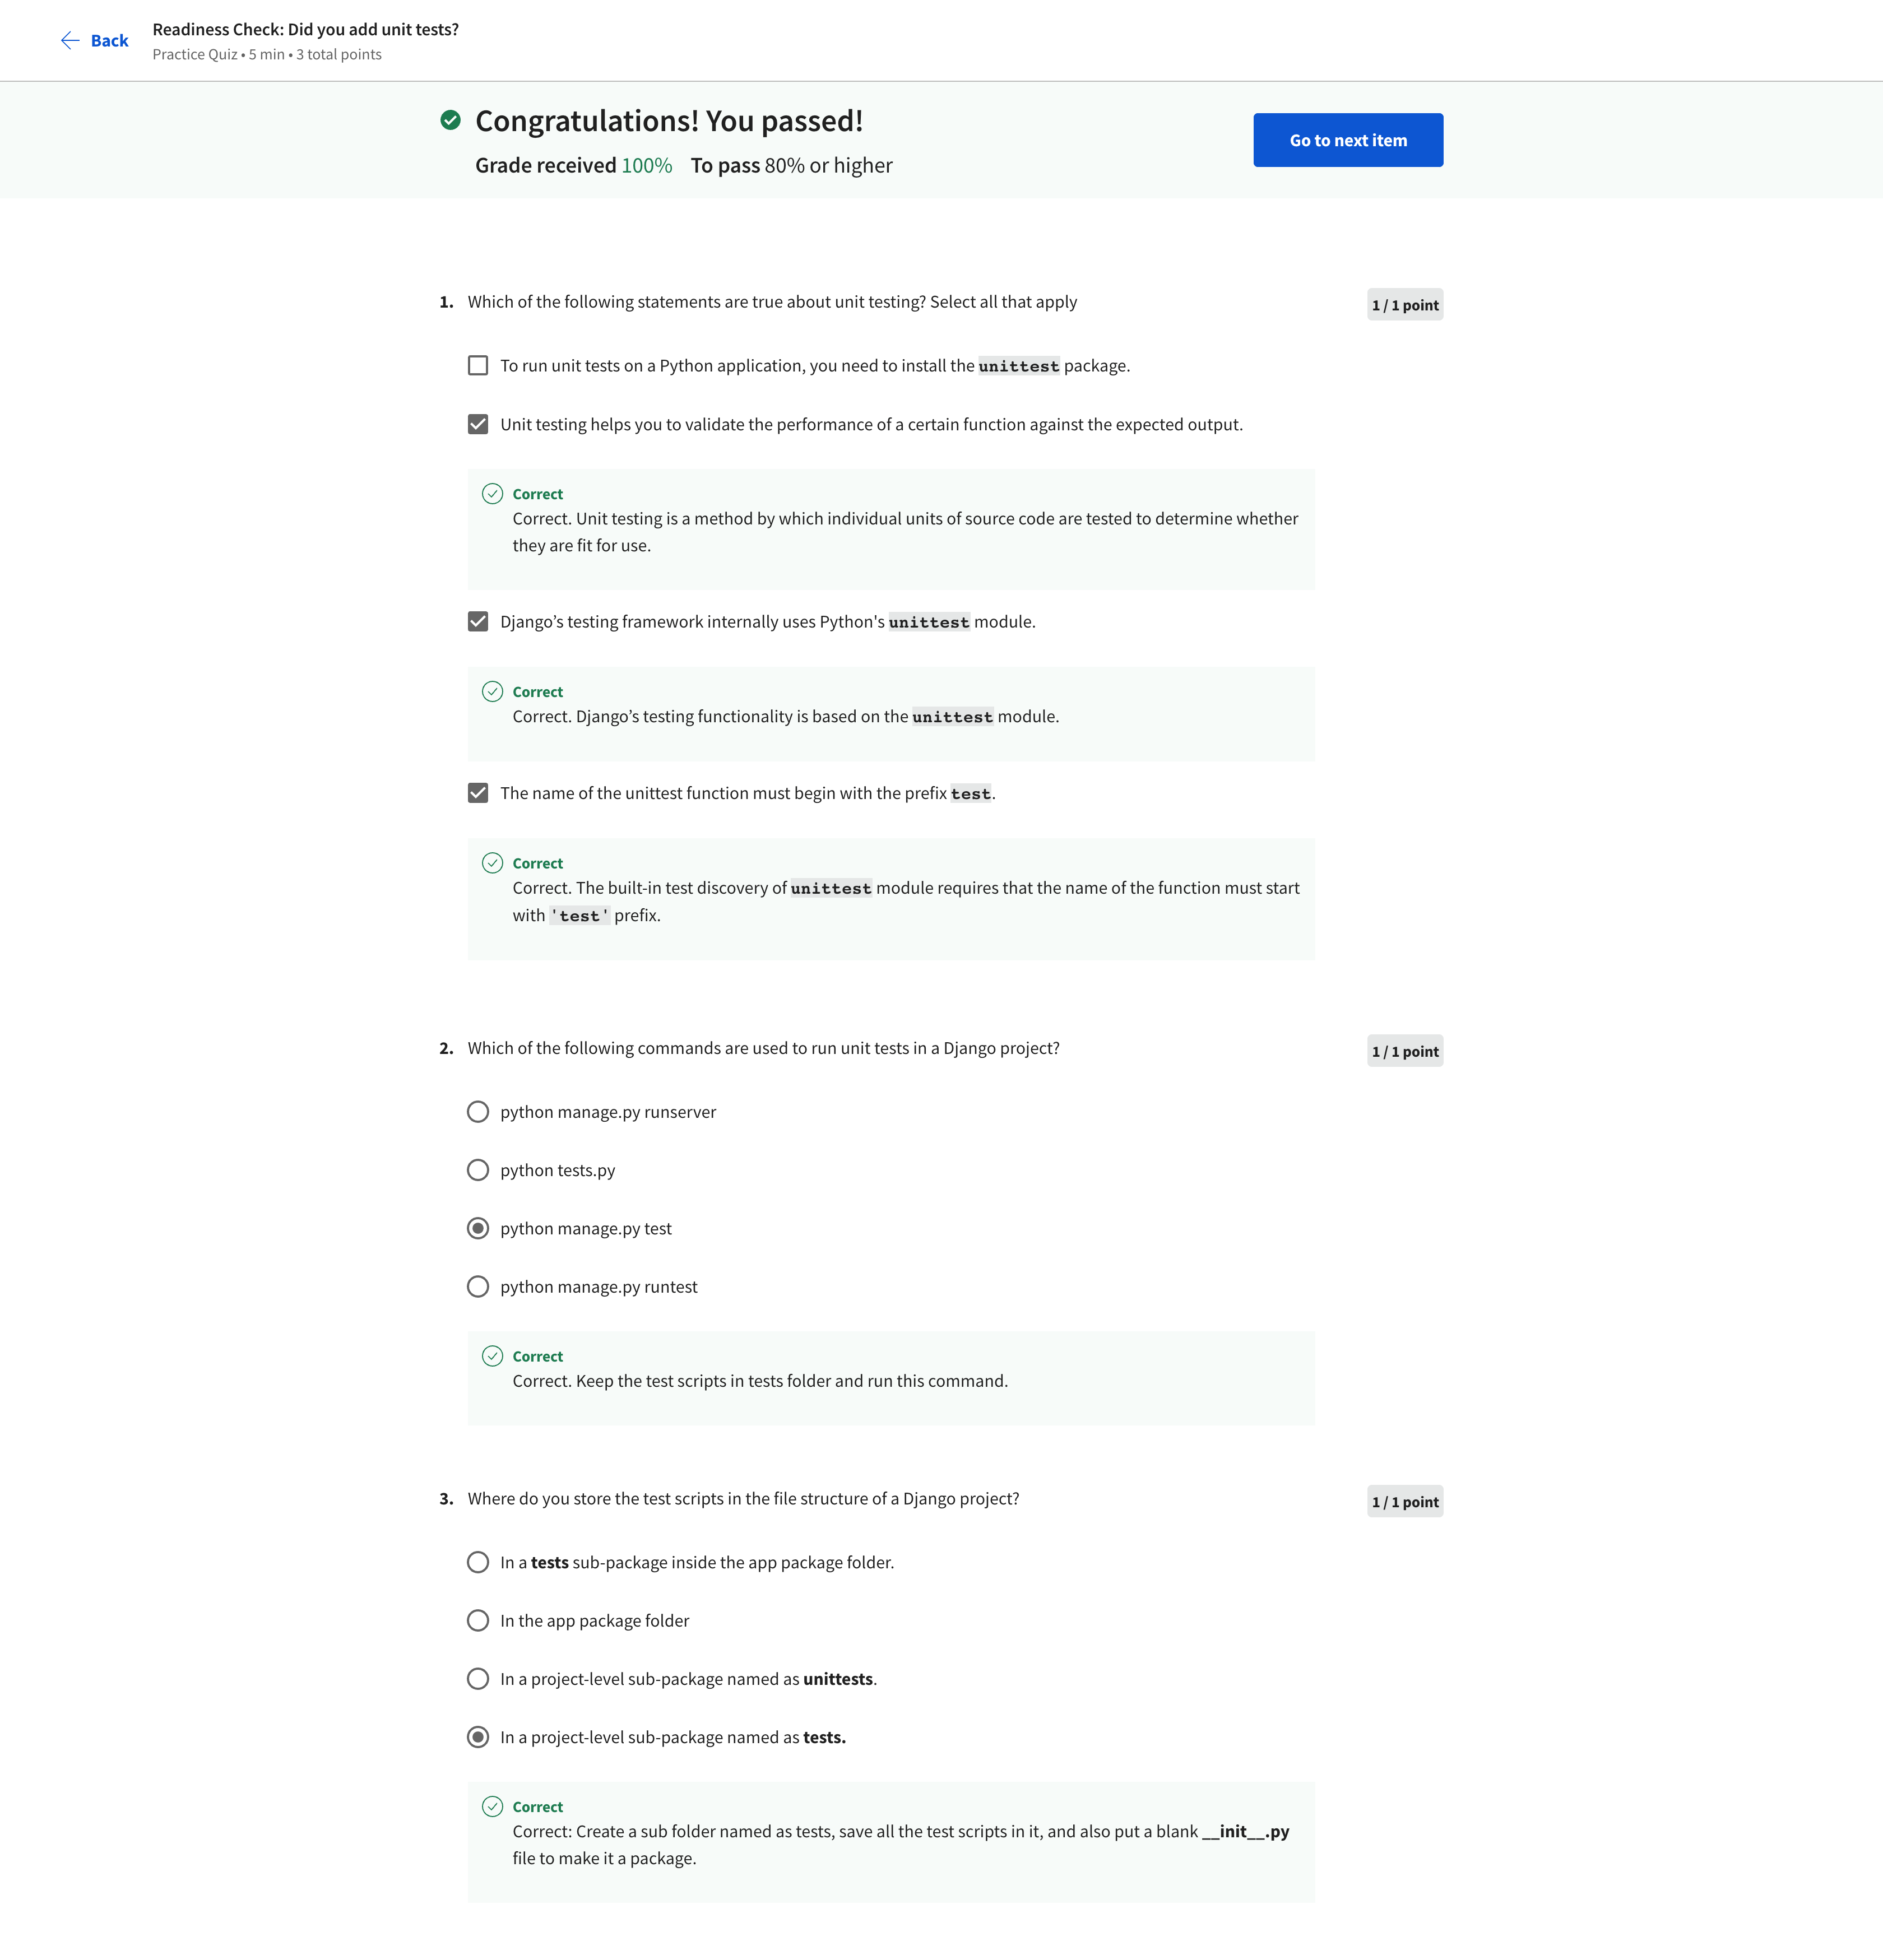 Back
Readiness Check: Did you add unit tests?
Practice Quiz • 5 min • 3 total points
Congratulations! You passed!
Grade received 100% To pass 80% or higher
Go to next item
1. Which of the following statements are true about unit testing? Select all that apply
1 / 1 point
To run unit tests on a Python application, you need to install the unittest package.
Unit testing helps you to validate the performance of a certain function against the expected output.
Correct
Correct. Unit testing is a method by which individual units of source code are tested to determine whether
they are fit for use.
Django’s testing framework internally uses Python's unittest module.
Correct
Correct. Django’s testing functionality is based on the unittest module.
The name of the unittest function must begin with the prefix test.
Correct
Correct. The built-in test discovery of unittest module requires that the name of the function must start
with 'test' prefix.
2. Which of the following commands are used to run unit tests in a Django project?
1 / 1 point
python manage.py runserver
python tests.py
python manage.py test
python manage.py runtest
Correct
Correct. Keep the test scripts in tests folder and run this command.
3. Where do you store the test scripts in the file structure of a Django project?
1 / 1 point
In a tests sub-package inside the app package folder.
In the app package folder
In a project-level sub-package named as unittests.
In a project-level sub-package named as tests.
Correct
Correct: Create a sub folder named as tests, save all the test scripts in it, and also put a blank __init__.py
file to make it a package.